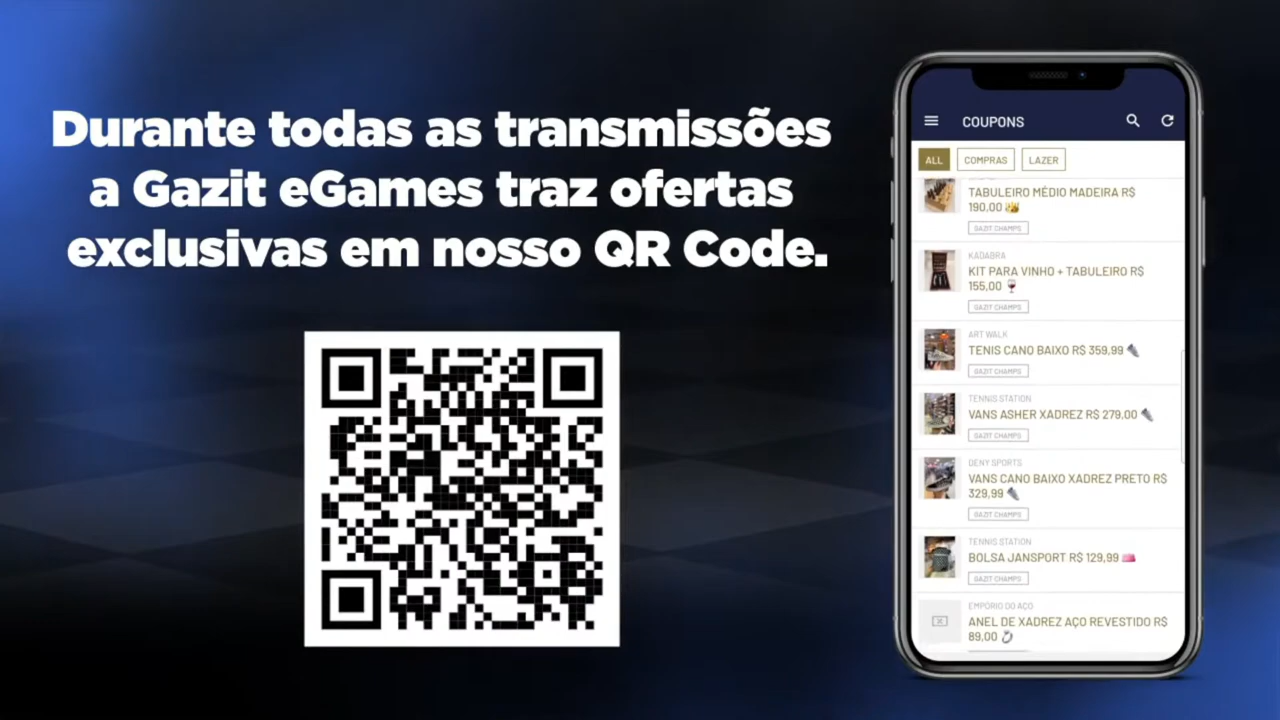 Durante todas as transmissões
a Gazit eGames traz ofertas
exclusivas em nosso QR Code.
COUPONS
ALL COMPRAS LAZER
TABULEIRO MÉDIO MADEIRA R$
190,00
GAZIT CHAMPS
KADABRA
KIT PARA VINHO + TABULEIRO R$
155,00
GAZIT CHAMPS
ART WALK
TENIS CANO BAIXO R$ 359,99
GAZIT CHAMPS
TENNIS STATION
VANS ASHER XADREZ R$ 279,00
GAZIT CHAMPS
DENY SPORTS
VANS CANO BAIXO XADREZ PRETO R$
329,99
GAZIT CHAMPS
TENNIS STATION
BOLSA JANSPORT R$ 129,99
GAZIT CHAMPS
EMPÓRIO DO AÇO
ANEL DE XADREZ AÇO REVESTIDO R$
89,00